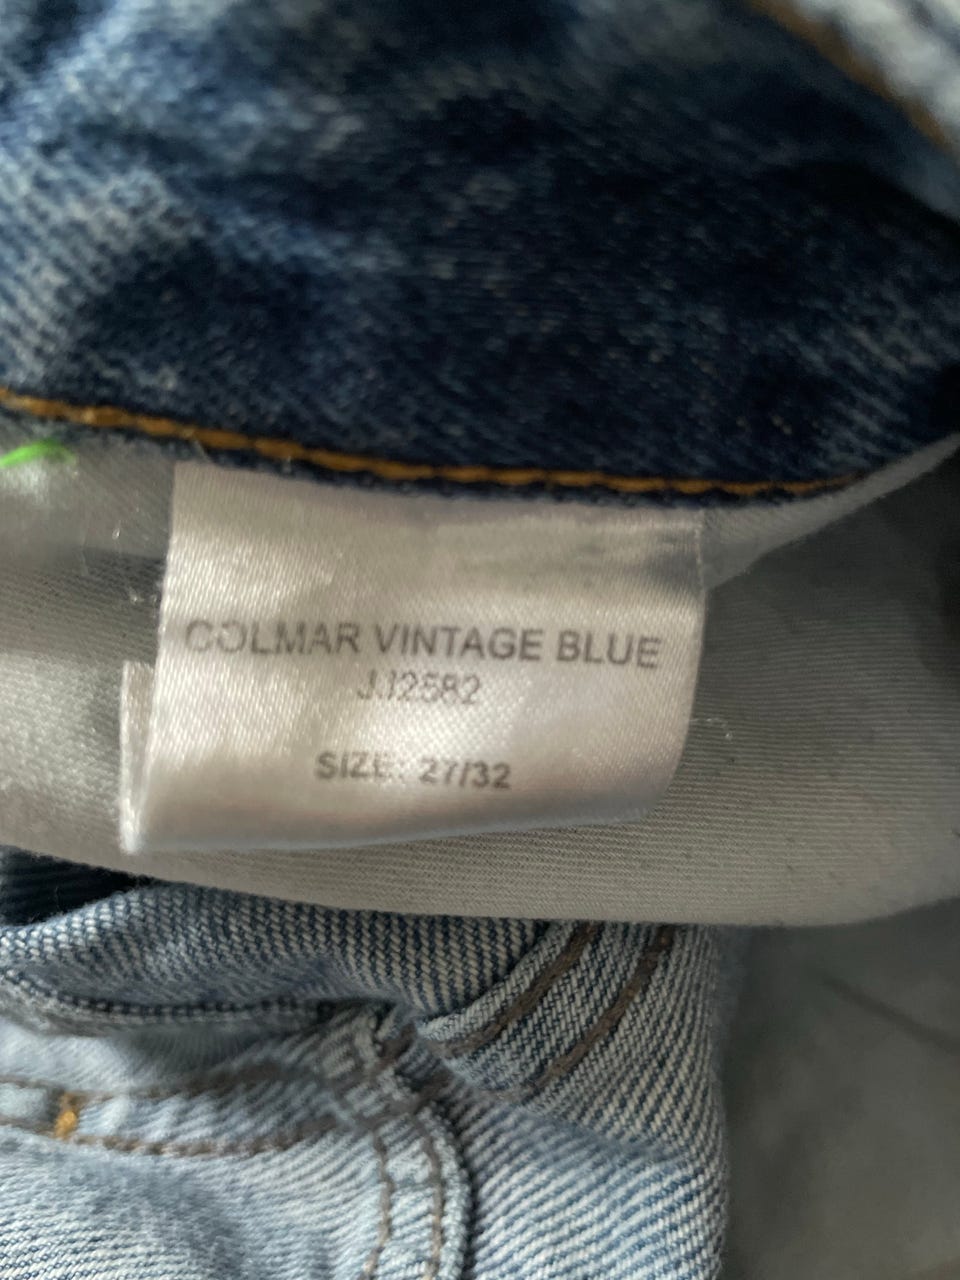 COLMAR VINTAGE BLUE
JJ2582
SIZE: 27/32